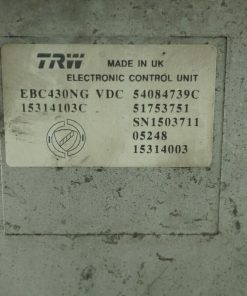 TRW MADE IN UK
ELECTRONIC CONTROL UNIT
EBC430NG VDC 54084739C
15314103C 51753751
SN1503711
05248
15314003